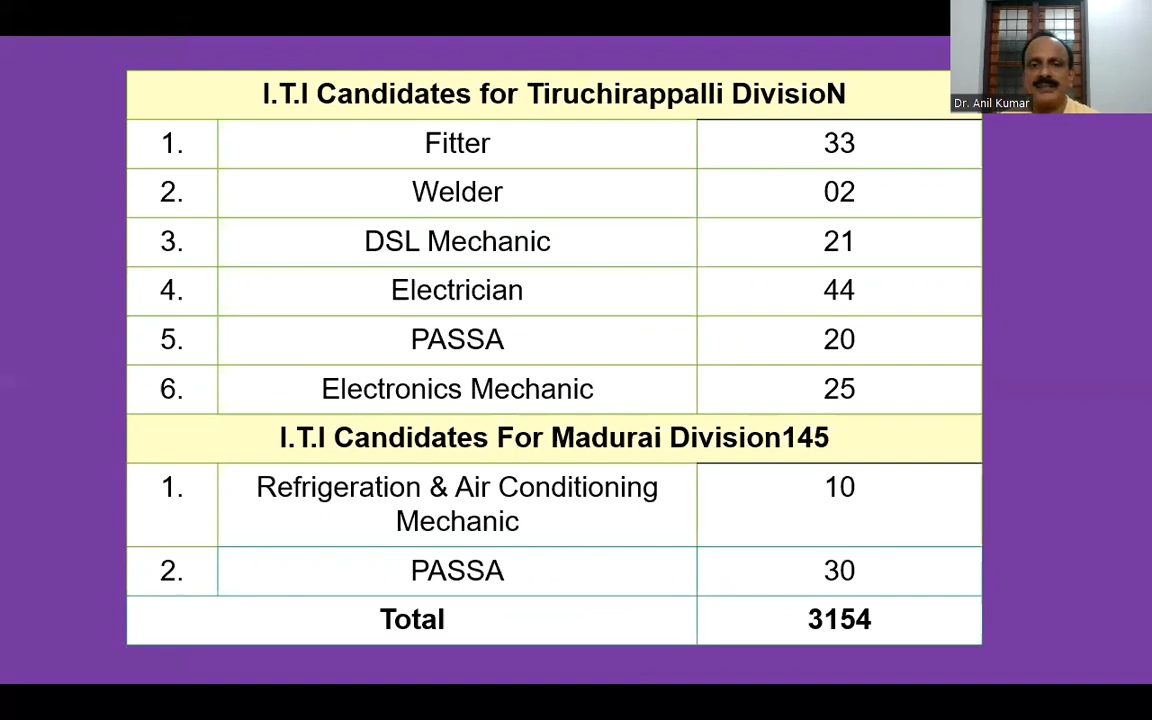 I.T.I Candidates for Tiruchirappalli DivisioN
Dr. Anil Kumar
1. Fitter 33
2. Welder 02
3. DSL Mechanic 21
4. Electrician 44
5. PASSA 20
6. Electronics Mechanic 25
I.T.I Candidates For Madurai Division145
1. Refrigeration & Air Conditioning 10
Mechanic
2. PASSA 30
Total 3154